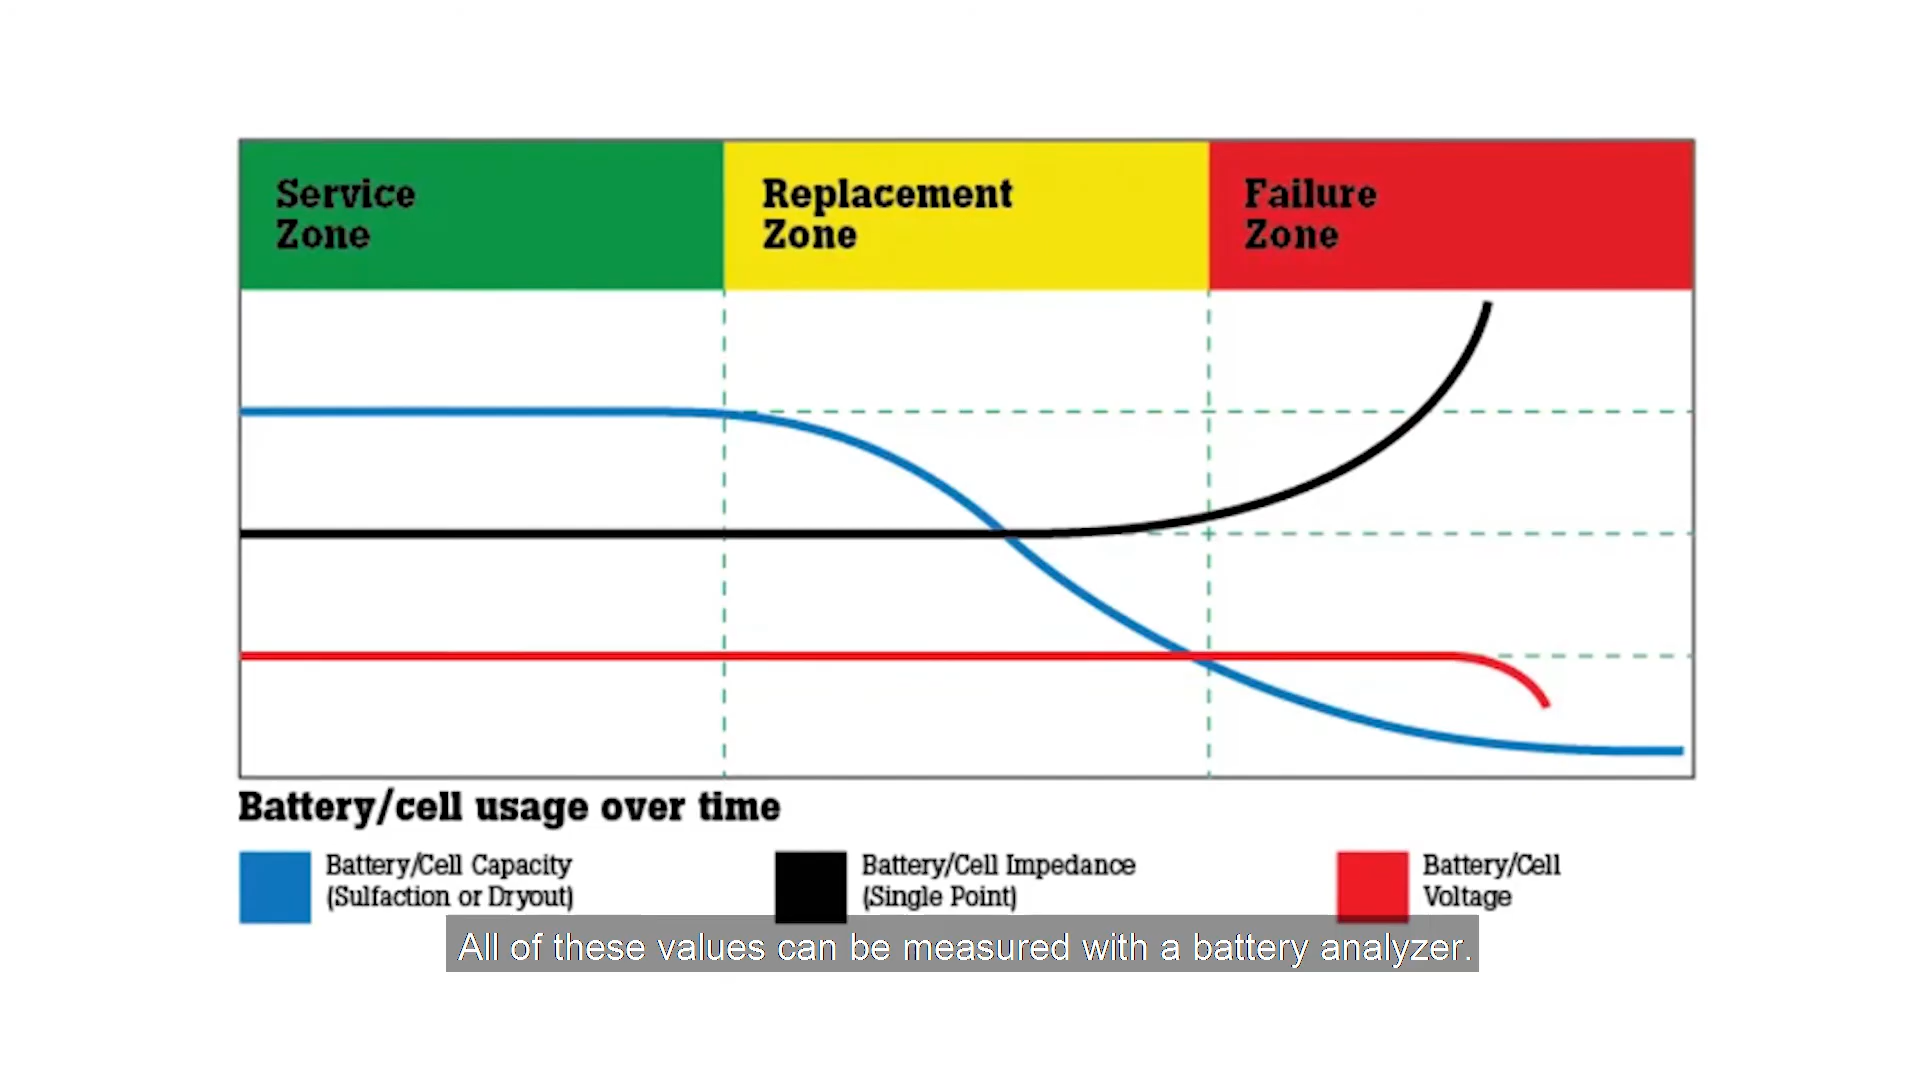 Service
Zone
Replacement
Zone
Failure
Zone
Battery/cell usage over time
Battery/Cell Capacity
(Sulfaction or Dryout)
Battery/Cell Impedance
(Single Point)
Battery/Cell
Voltage
All of these values can be measured with a battery analyzer.